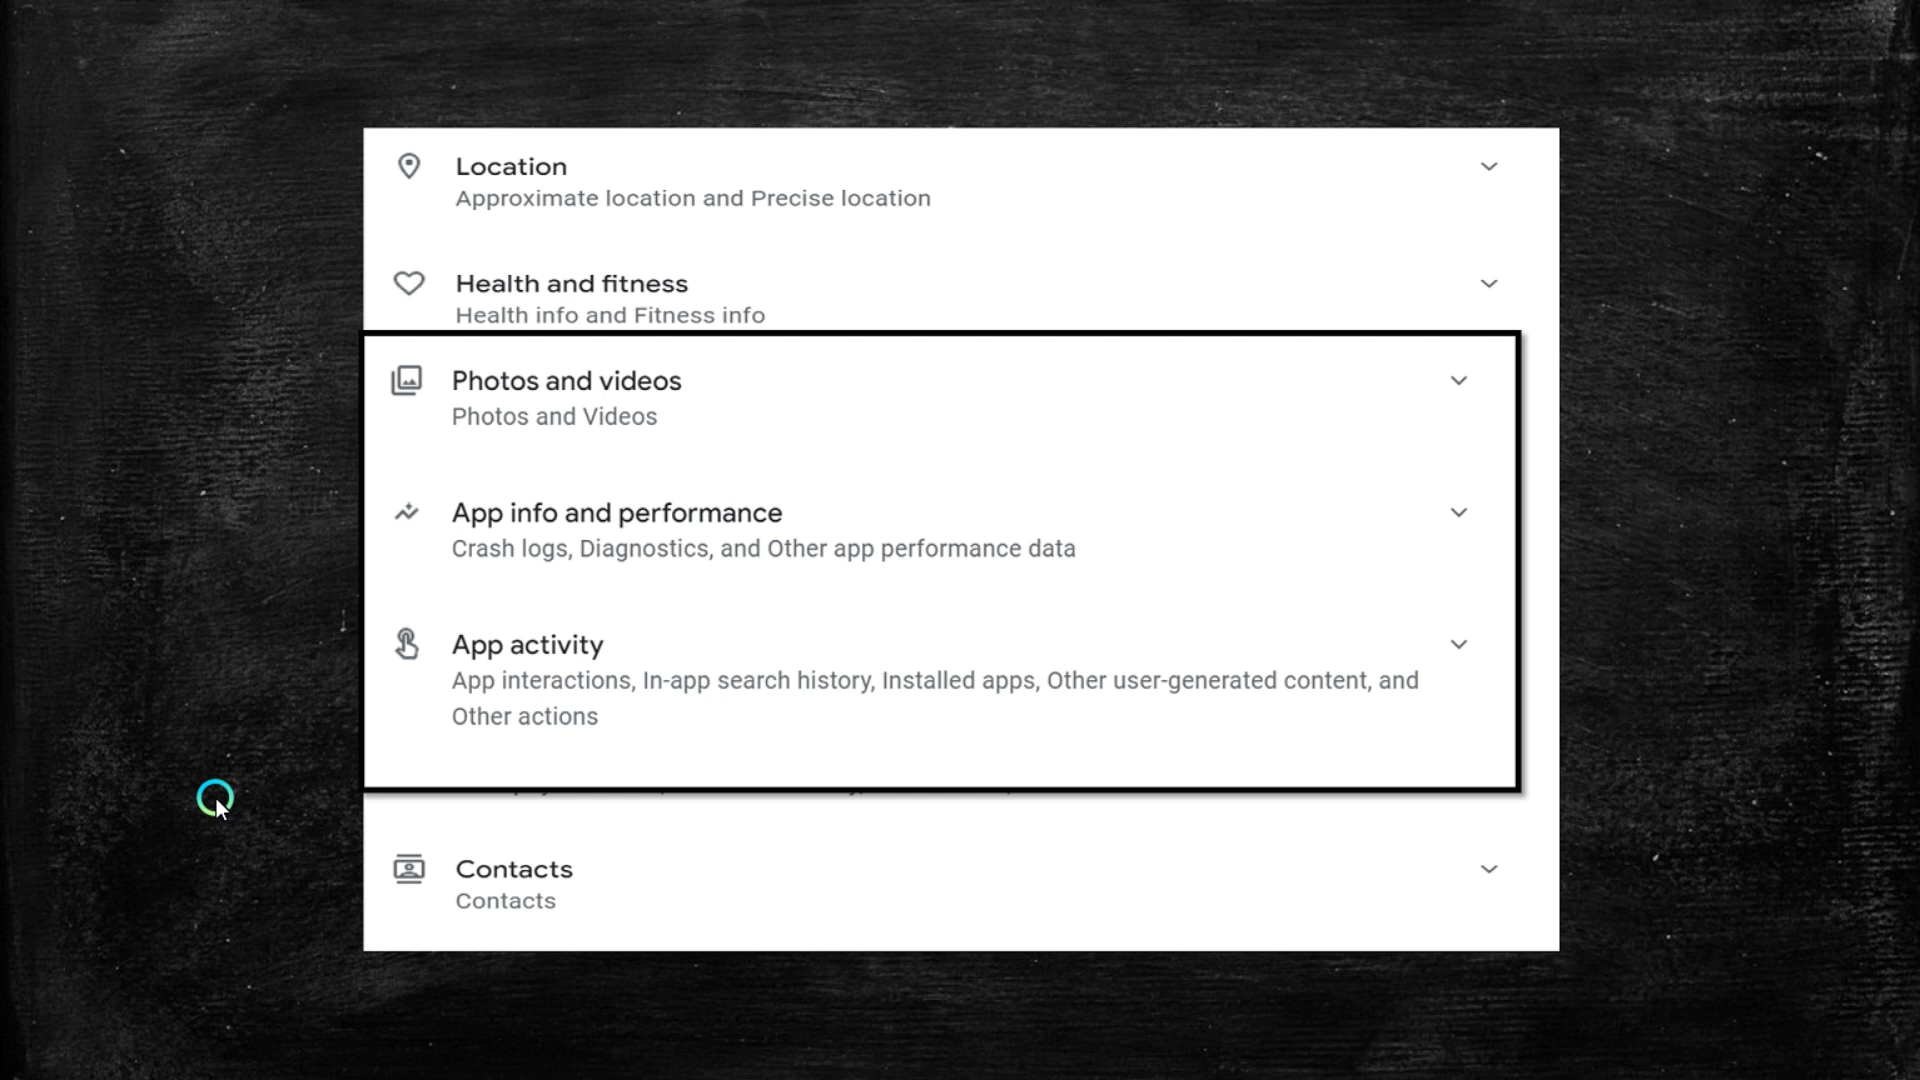 Location
Approximate location and Precise location
Health and fitness
Health info and Fitness info
Photos and videos
Photos and Videos
App info and performance
Crash logs, Diagnostics, and Other app performance data
App activity
App interactions, In-app search history, Installed apps, Other user-generated content, and
Other actions
Contacts
Contacts